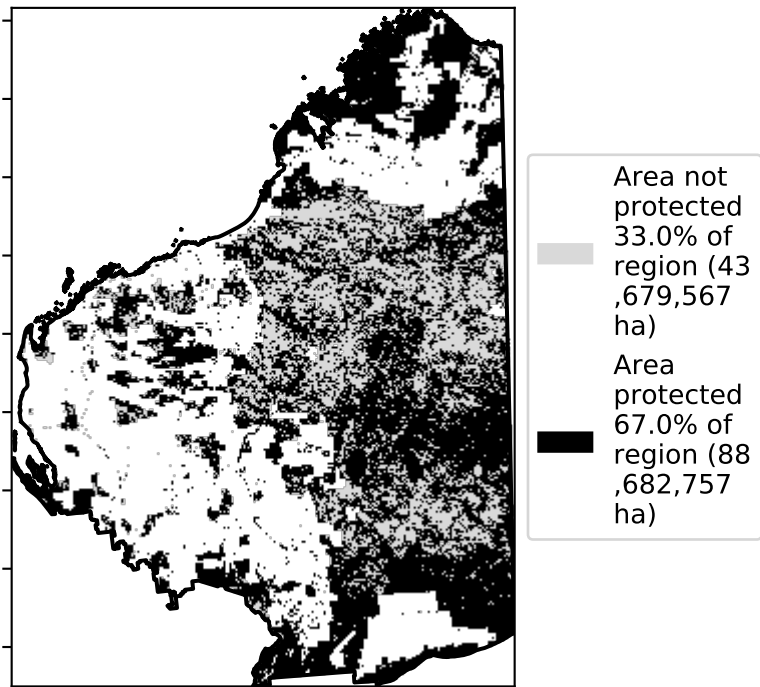 Area not
protected
33.0% of
region (43
,679,567
ha)
Area
protected
67.0% of
region (88
,682,757
ha)